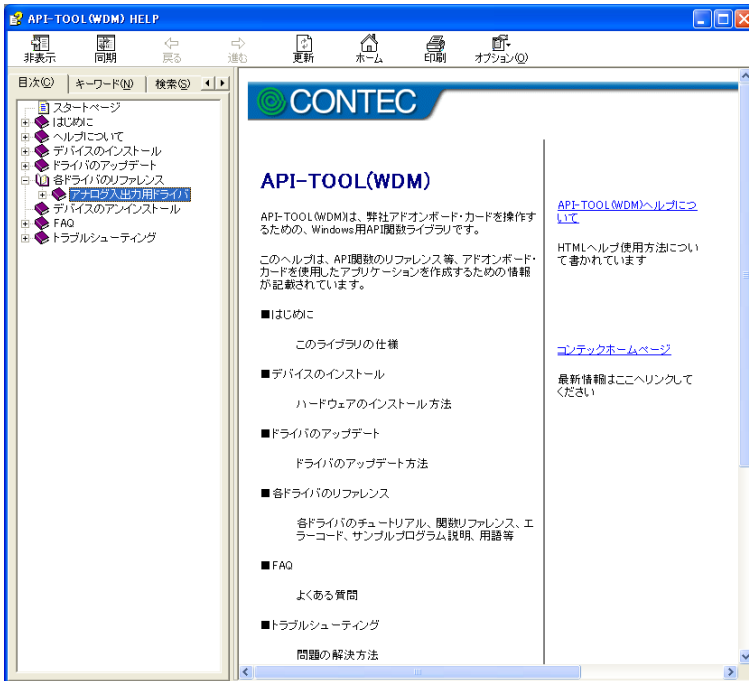 API-TOOL(WDM) HELP
非表示 同期 戻る 進む 更新 ホーム 印刷 オプション(O)
目次(C) キーワード(N) 検索(S)
スタートページ
はじめに
ヘルプについて
デバイスのインストール
ドライバのアップデート
各ドライバのリファレンス
アナログ入出力用ドライバ
デバイスのアンインストール
FAQ
トラブルシューティング
CONTEC
API-TOOL(WDM)
API-TOOL(WDM)は、弊社アドオンボード・カードを操作す
るための、Windows用API関数ライブラリです。
このヘルプは、API関数のリファレンス等、アドオンボード・
カードを使用したアプリケーションを作成するための情報
が記載されています。
■はじめに
このライブラリの仕様
■デバイスのインストール
ハードウェアのインストール方法
■ドライバのアップデート
ドライバのアップデート方法
■各ドライバのリファレンス
各ドライバのチュートリアル、関数リファレンス、エ
ラーコード、サンプルプログラム説明、用語等
■FAQ
よくある質問
■トラブルシューティング
問題の解決方法
API-TOOL(WDM)ヘルプにつ
いて
HTMLヘルプ使用方法につい
て書かれています
コンテックホームページ
最新情報はここへリンクして
ください